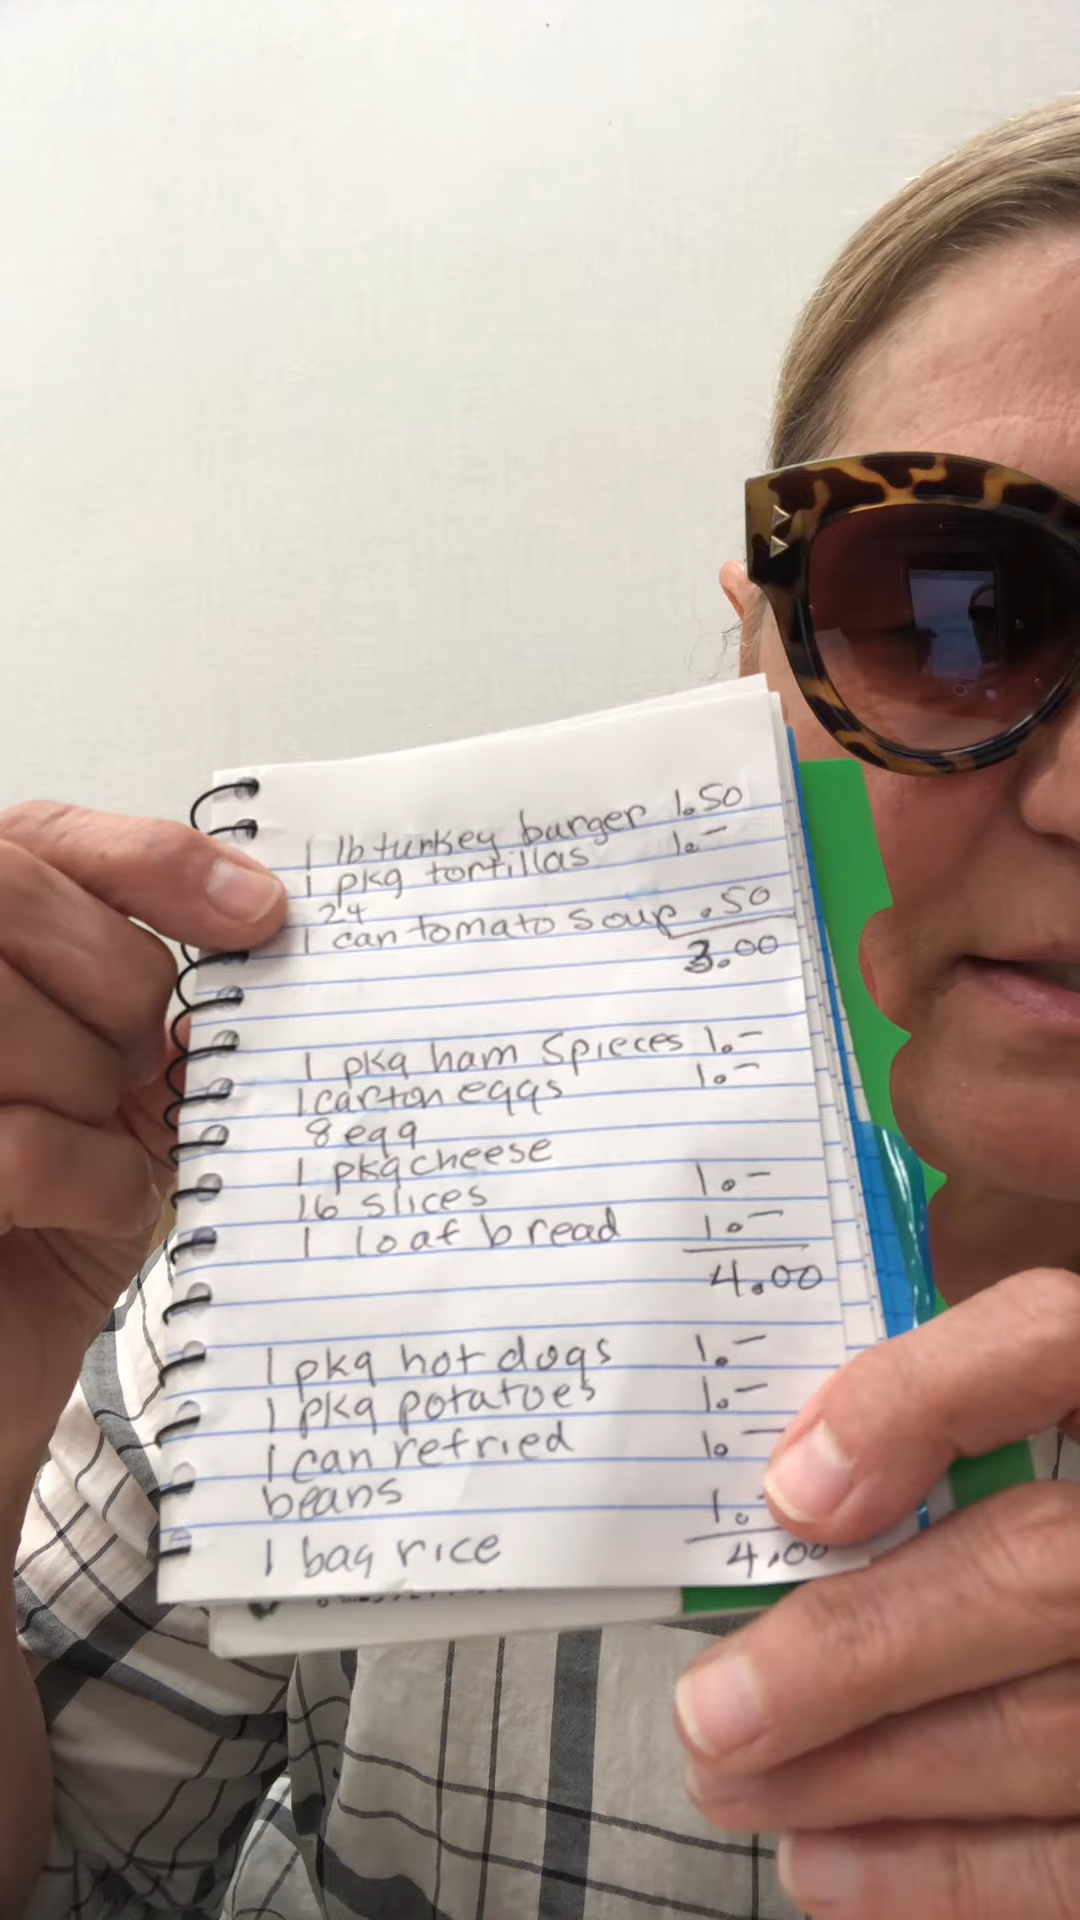 1 lb turkey burger 1.50
1 pkg tortillas 1.-
24
1 can tomato soup .50
3.00
1 pkg ham 5 pieces 1.-
1 carton eggs 1.-
8 egg
1 pkg cheese
16 slices 1.-
1 loaf bread 1.-
4.00
1 pkg hot dogs 1.-
1 pkg potatoes 1.-
1 can refried 1.-
beans
1 bag rice 1.-
4.00